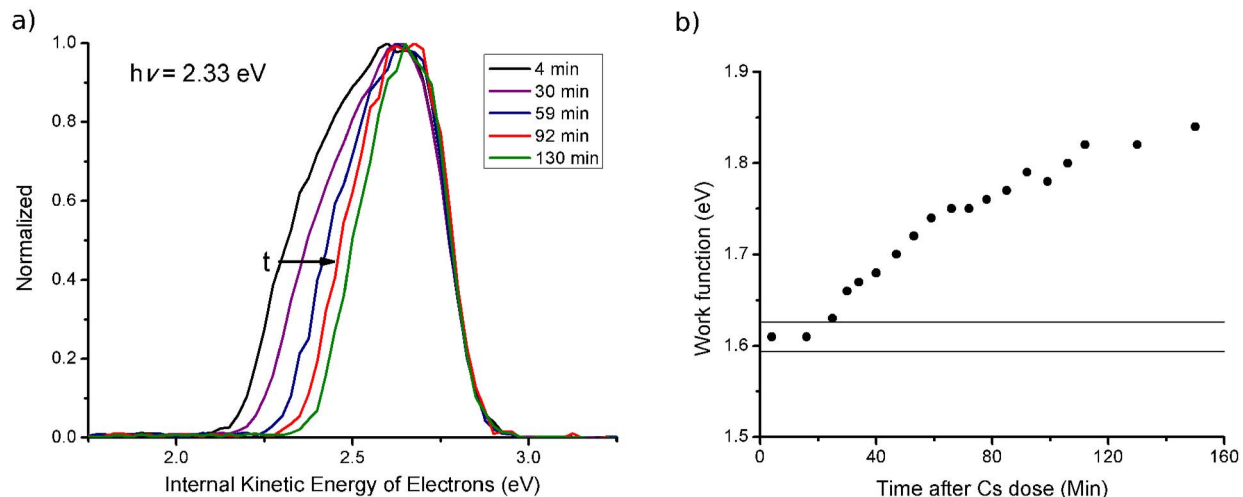 a)
hν = 2.33 eV
4 min
30 min
59 min
92 min
130 min
t
Normalized
1.0
0.8
0.6
0.4
0.2
0.0
2.0
2.5
3.0
Internal Kinetic Energy of Electrons (eV)
b)
Work function (eV)
1.9
1.8
1.7
1.6
1.5
0
40
80
120
160
Time after Cs dose (Min)